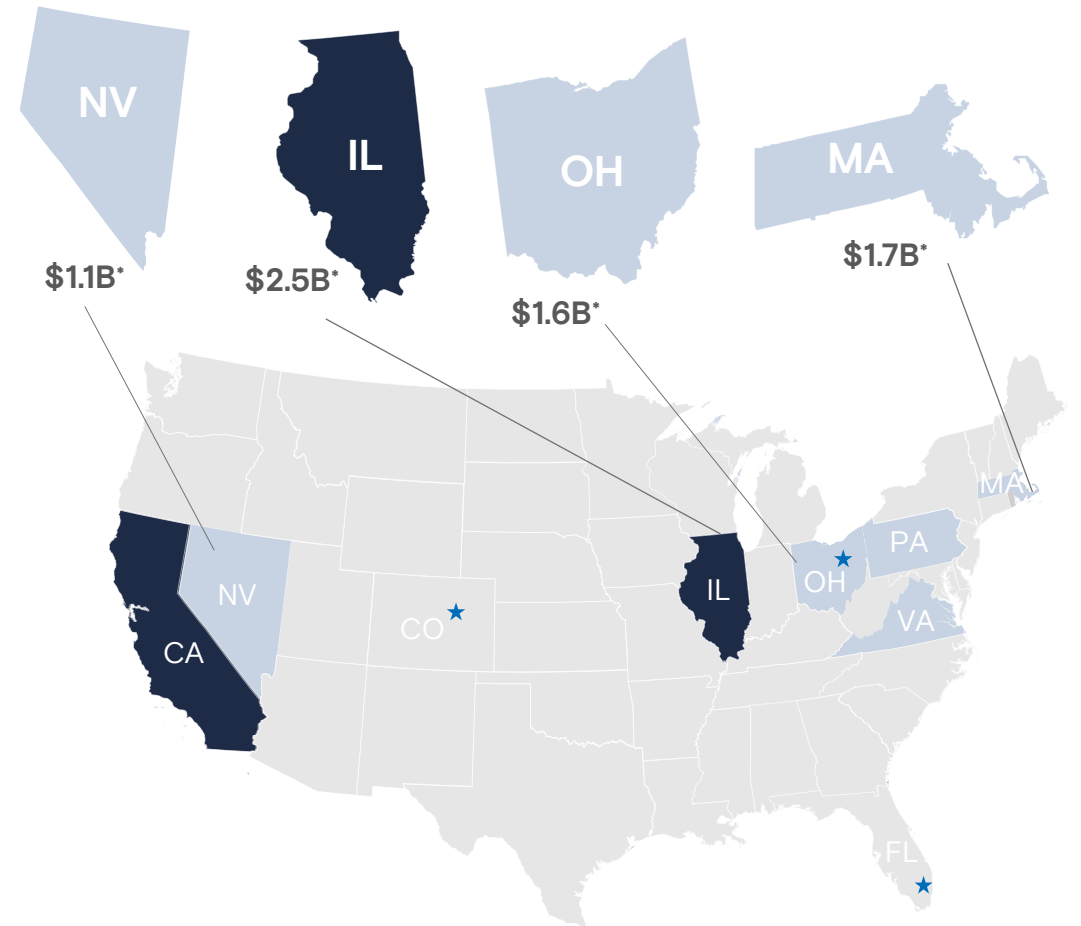 NV
IL
OH
MA
$1.1B*
$2.5B*
$1.6B*
$1.7B*
MA
PA
OH
NV
IL
CO
VA
CA
FL